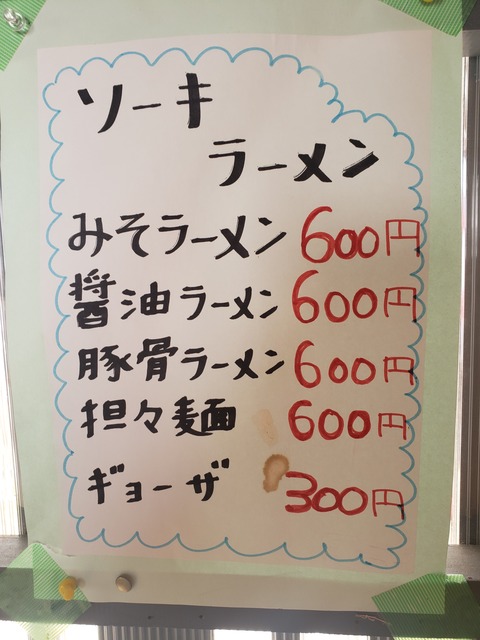 ソーキ
ラーメン
みそラーメン 600円
醤油ラーメン 600円
豚骨ラーメン 600円
担々麺 600円
ギョーザ 300円